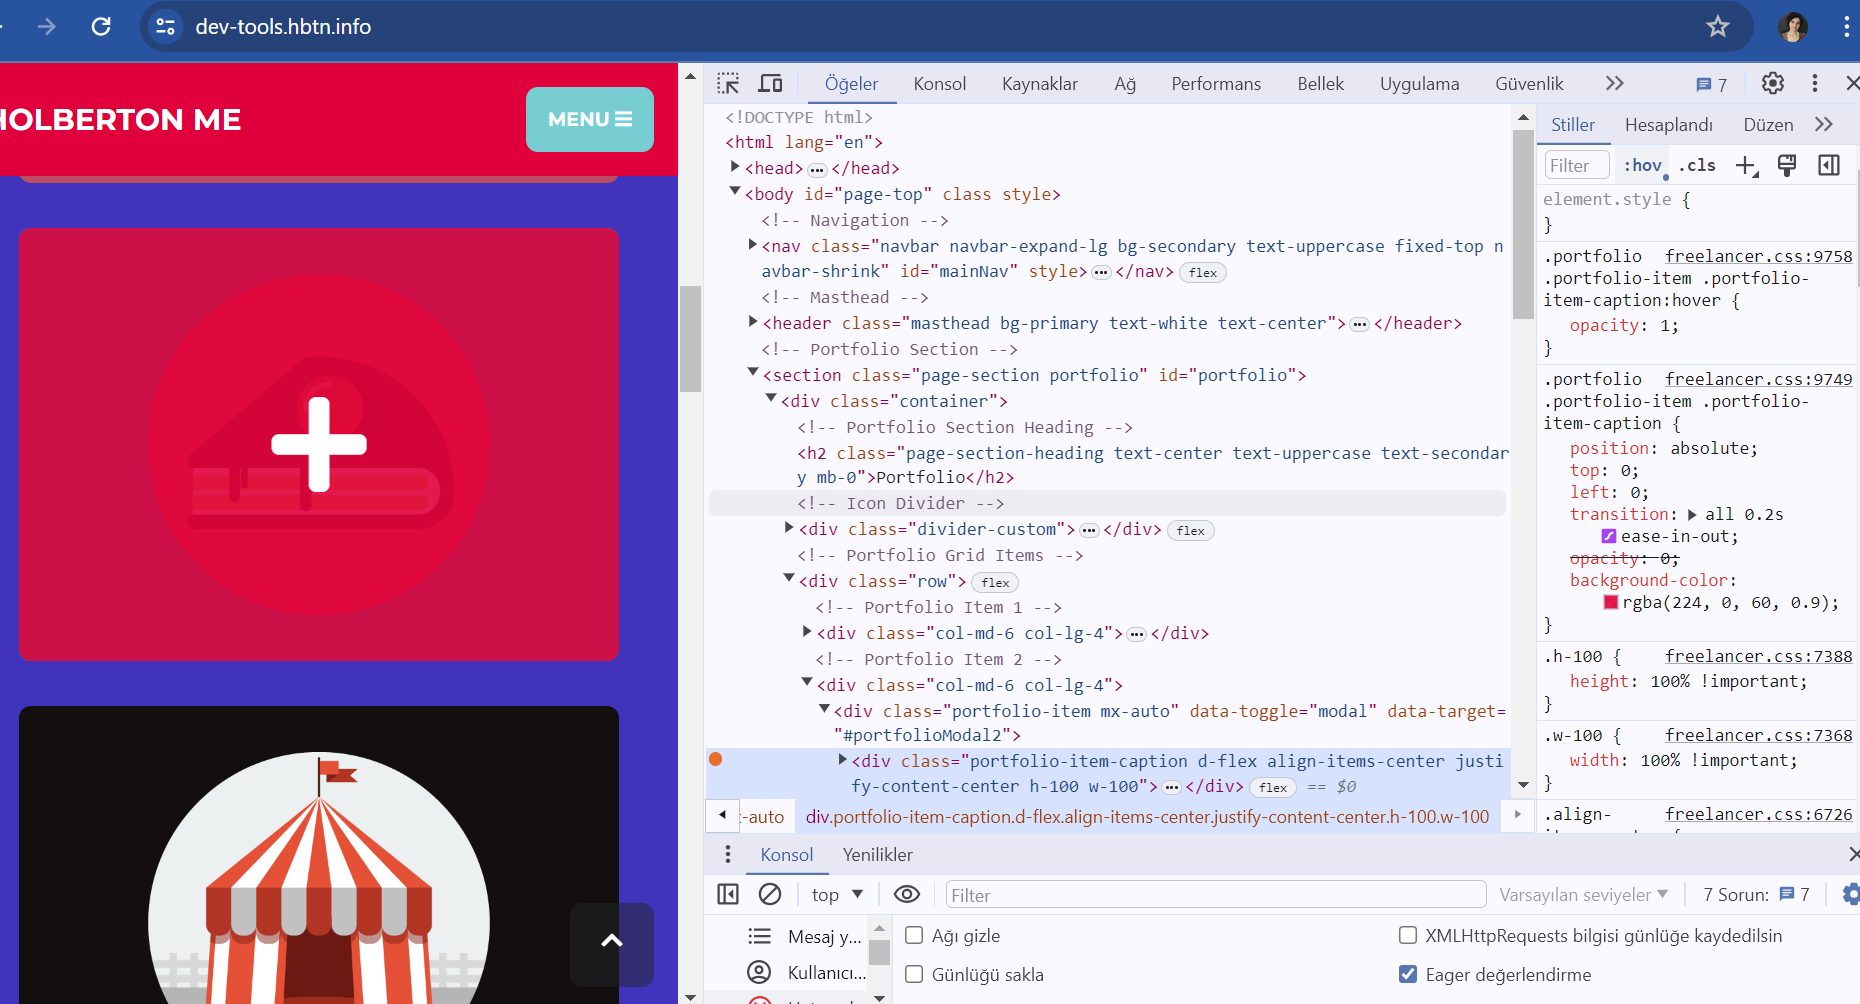 dev-tools.hbtn.info
HOLBERTON ME
MENU
Öğeler Konsol Kaynaklar Ağ Performans Bellek Uygulama Güvenlik 7
<!DOCTYPE html>
<html lang="en">
<head> ... </head>
<body id="page-top" class style>
<!-- Navigation -->
<nav class="navbar navbar-expand-lg bg-secondary text-uppercase fixed-top n
avbar-shrink" id="mainNav" style> ... </nav> flex
<!-- Masthead -->
<header class="masthead bg-primary text-white text-center"> ... </header>
<!-- Portfolio Section -->
<section class="page-section portfolio" id="portfolio">
<div class="container">
<!-- Portfolio Section Heading -->
<h2 class="page-section-heading text-center text-uppercase text-secondar
y mb-0">Portfolio</h2>
<!-- Icon Divider -->
<div class="divider-custom"> ... </div> flex
<!-- Portfolio Grid Items -->
<div class="row"> flex
<!-- Portfolio Item 1 -->
<div class="col-md-6 col-lg-4"> ... </div>
<!-- Portfolio Item 2 -->
<div class="col-md-6 col-lg-4">
<div class="portfolio-item mx-auto" data-toggle="modal" data-target=
"#portfolioModal2">
<div class="portfolio-item-caption d-flex align-items-center justi
fy-content-center h-100 w-100"> ... </div> flex == $0
-auto div.portfolio-item-caption.d-flex.align-items-center.justify-content-center.h-100.w-100
Stiller Hesaplandı Düzen
Filter :hov .cls
element.style {
}
.portfolio freelancer.css:9758
.portfolio-item .portfolio-
item-caption:hover {
opacity: 1;
}
.portfolio freelancer.css:9749
.portfolio-item .portfolio-
item-caption {
position: absolute;
top: 0;
left: 0;
transition: all 0.2s
ease-in-out;
opacity: 0;
background-color:
rgba(224, 0, 60, 0.9);
}
.h-100 { freelancer.css:7388
height: 100% !important;
}
.w-100 { freelancer.css:7368
width: 100% !important;
}
.align- freelancer.css:6726
Konsol Yenilikler
top Filter Varsayılan seviyeler 7 Sorun: 7
Mesaj y...
Kullanıcı...
Ağı gizle
Günlüğü sakla
XMLHttpRequests bilgisi günlüğe kaydedilsin
Eager değerlendirme